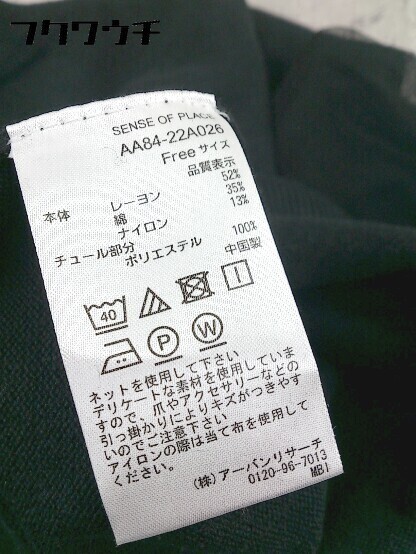 フクワウチ
SENSE OF PLACE
AA84-22A026
Freeサイズ
品質表示
本体 レーヨン 52%
綿 35%
ナイロン 13%
チュール部分
ポリエステル 100%
中国製
40
P W
ネットを使用して下さい
デリケートな素材を使用していま
すので、爪やアクセサリーなどの
引っ掛かりによりキズがつきやす
いのでご注意下さい
アイロンの際は当て布を使用して
ください。
(株)アーバンリサーチ
0120-96-7013
MB1